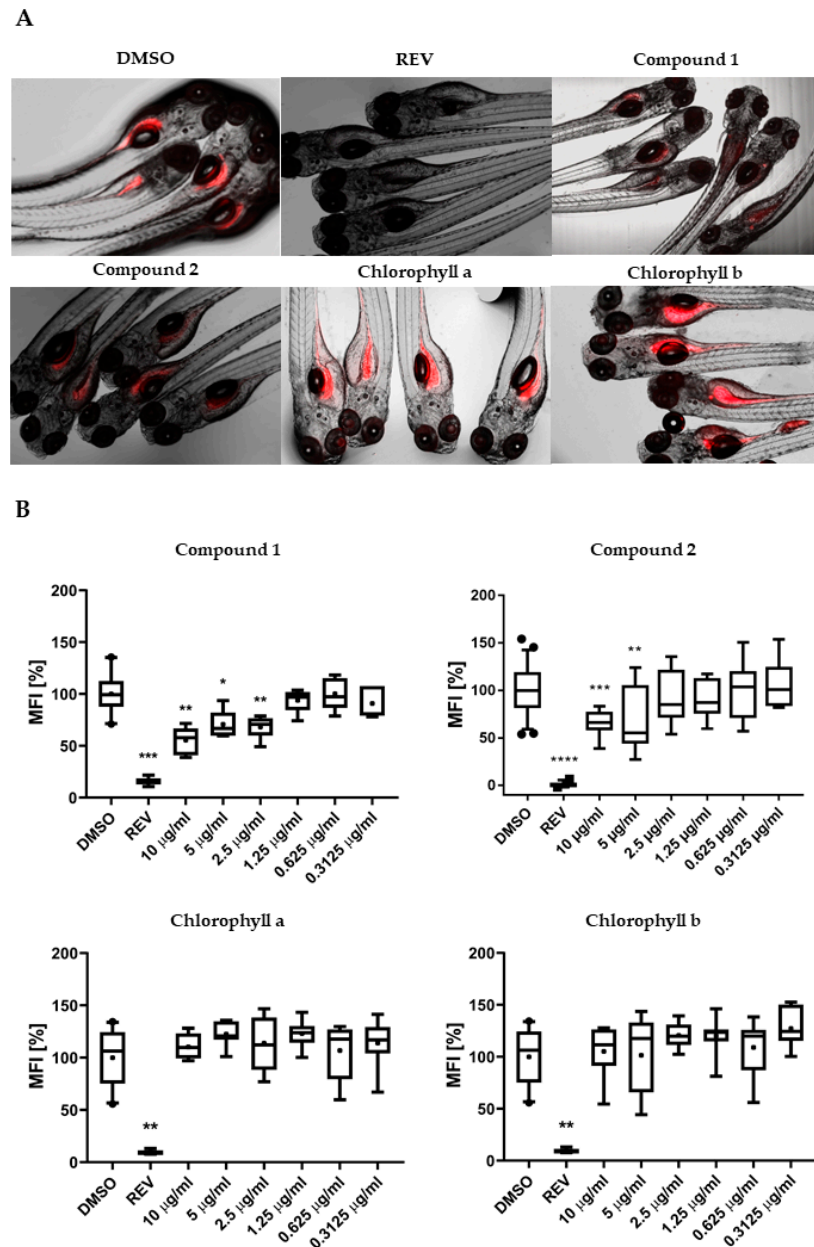 A
DMSO
REV
Compound 1
Compound 2
Chlorophyll a
Chlorophyll b
B
Compound 1
MFI [%]
200
150
100
50
0
***
**
*
**
DMSO
REV
10 µg/ml
5 µg/ml
2.5 µg/ml
1.25 µg/ml
0.625 µg/ml
0.3125 µg/ml
Compound 2
MFI [%]
200
150
100
50
0
****
***
**
DMSO
REV
10 µg/ml
5 µg/ml
2.5 µg/ml
1.25 µg/ml
0.625 µg/ml
0.3125 µg/ml
Chlorophyll a
MFI [%]
200
150
100
50
0
**
DMSO
REV
10 µg/ml
5 µg/ml
2.5 µg/ml
1.25 µg/ml
0.625 µg/ml
0.3125 µg/ml
Chlorophyll b
MFI [%]
200
150
100
50
0
**
DMSO
REV
10 µg/ml
5 µg/ml
2.5 µg/ml
1.25 µg/ml
0.625 µg/ml
0.3125 µg/ml